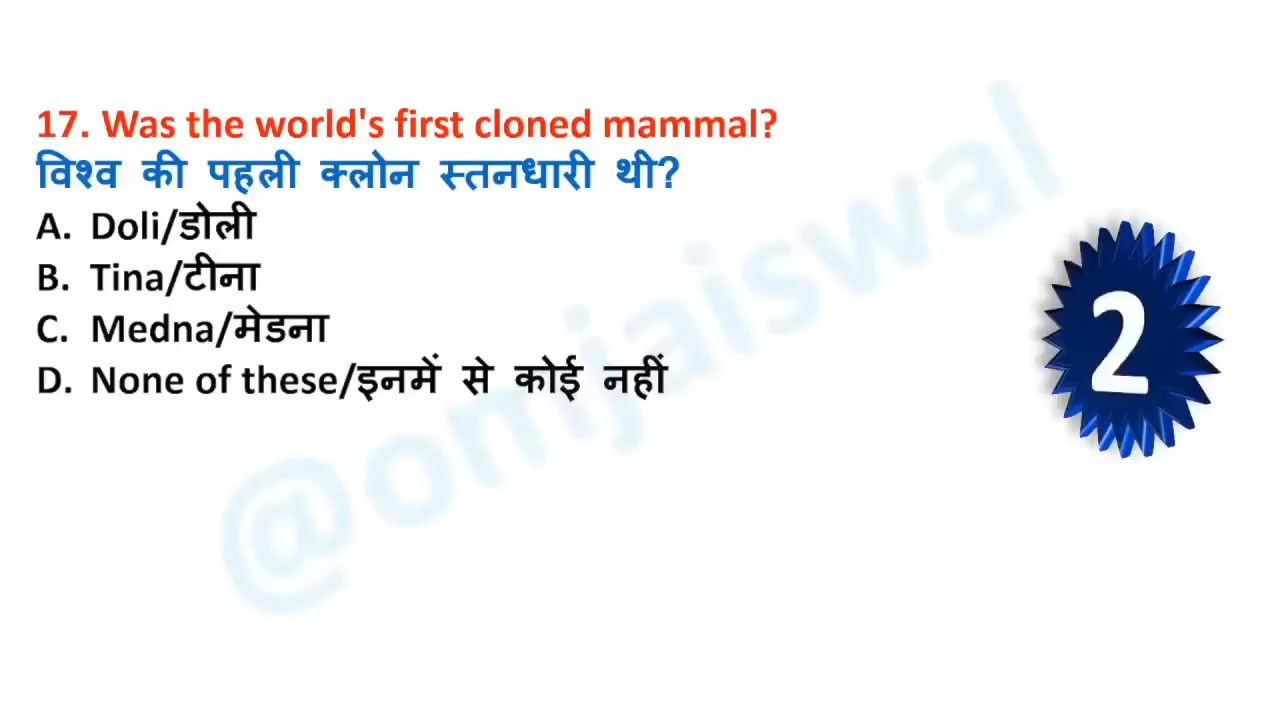 17. Was the world's first cloned mammal?
विश्व की पहली क्लोन स्तनधारी थी?
A. Doli/डोली
B. Tina/टीना
C. Medna/मेडना
D. None of these/इनमें से कोई नहीं
2
@omjaiswal